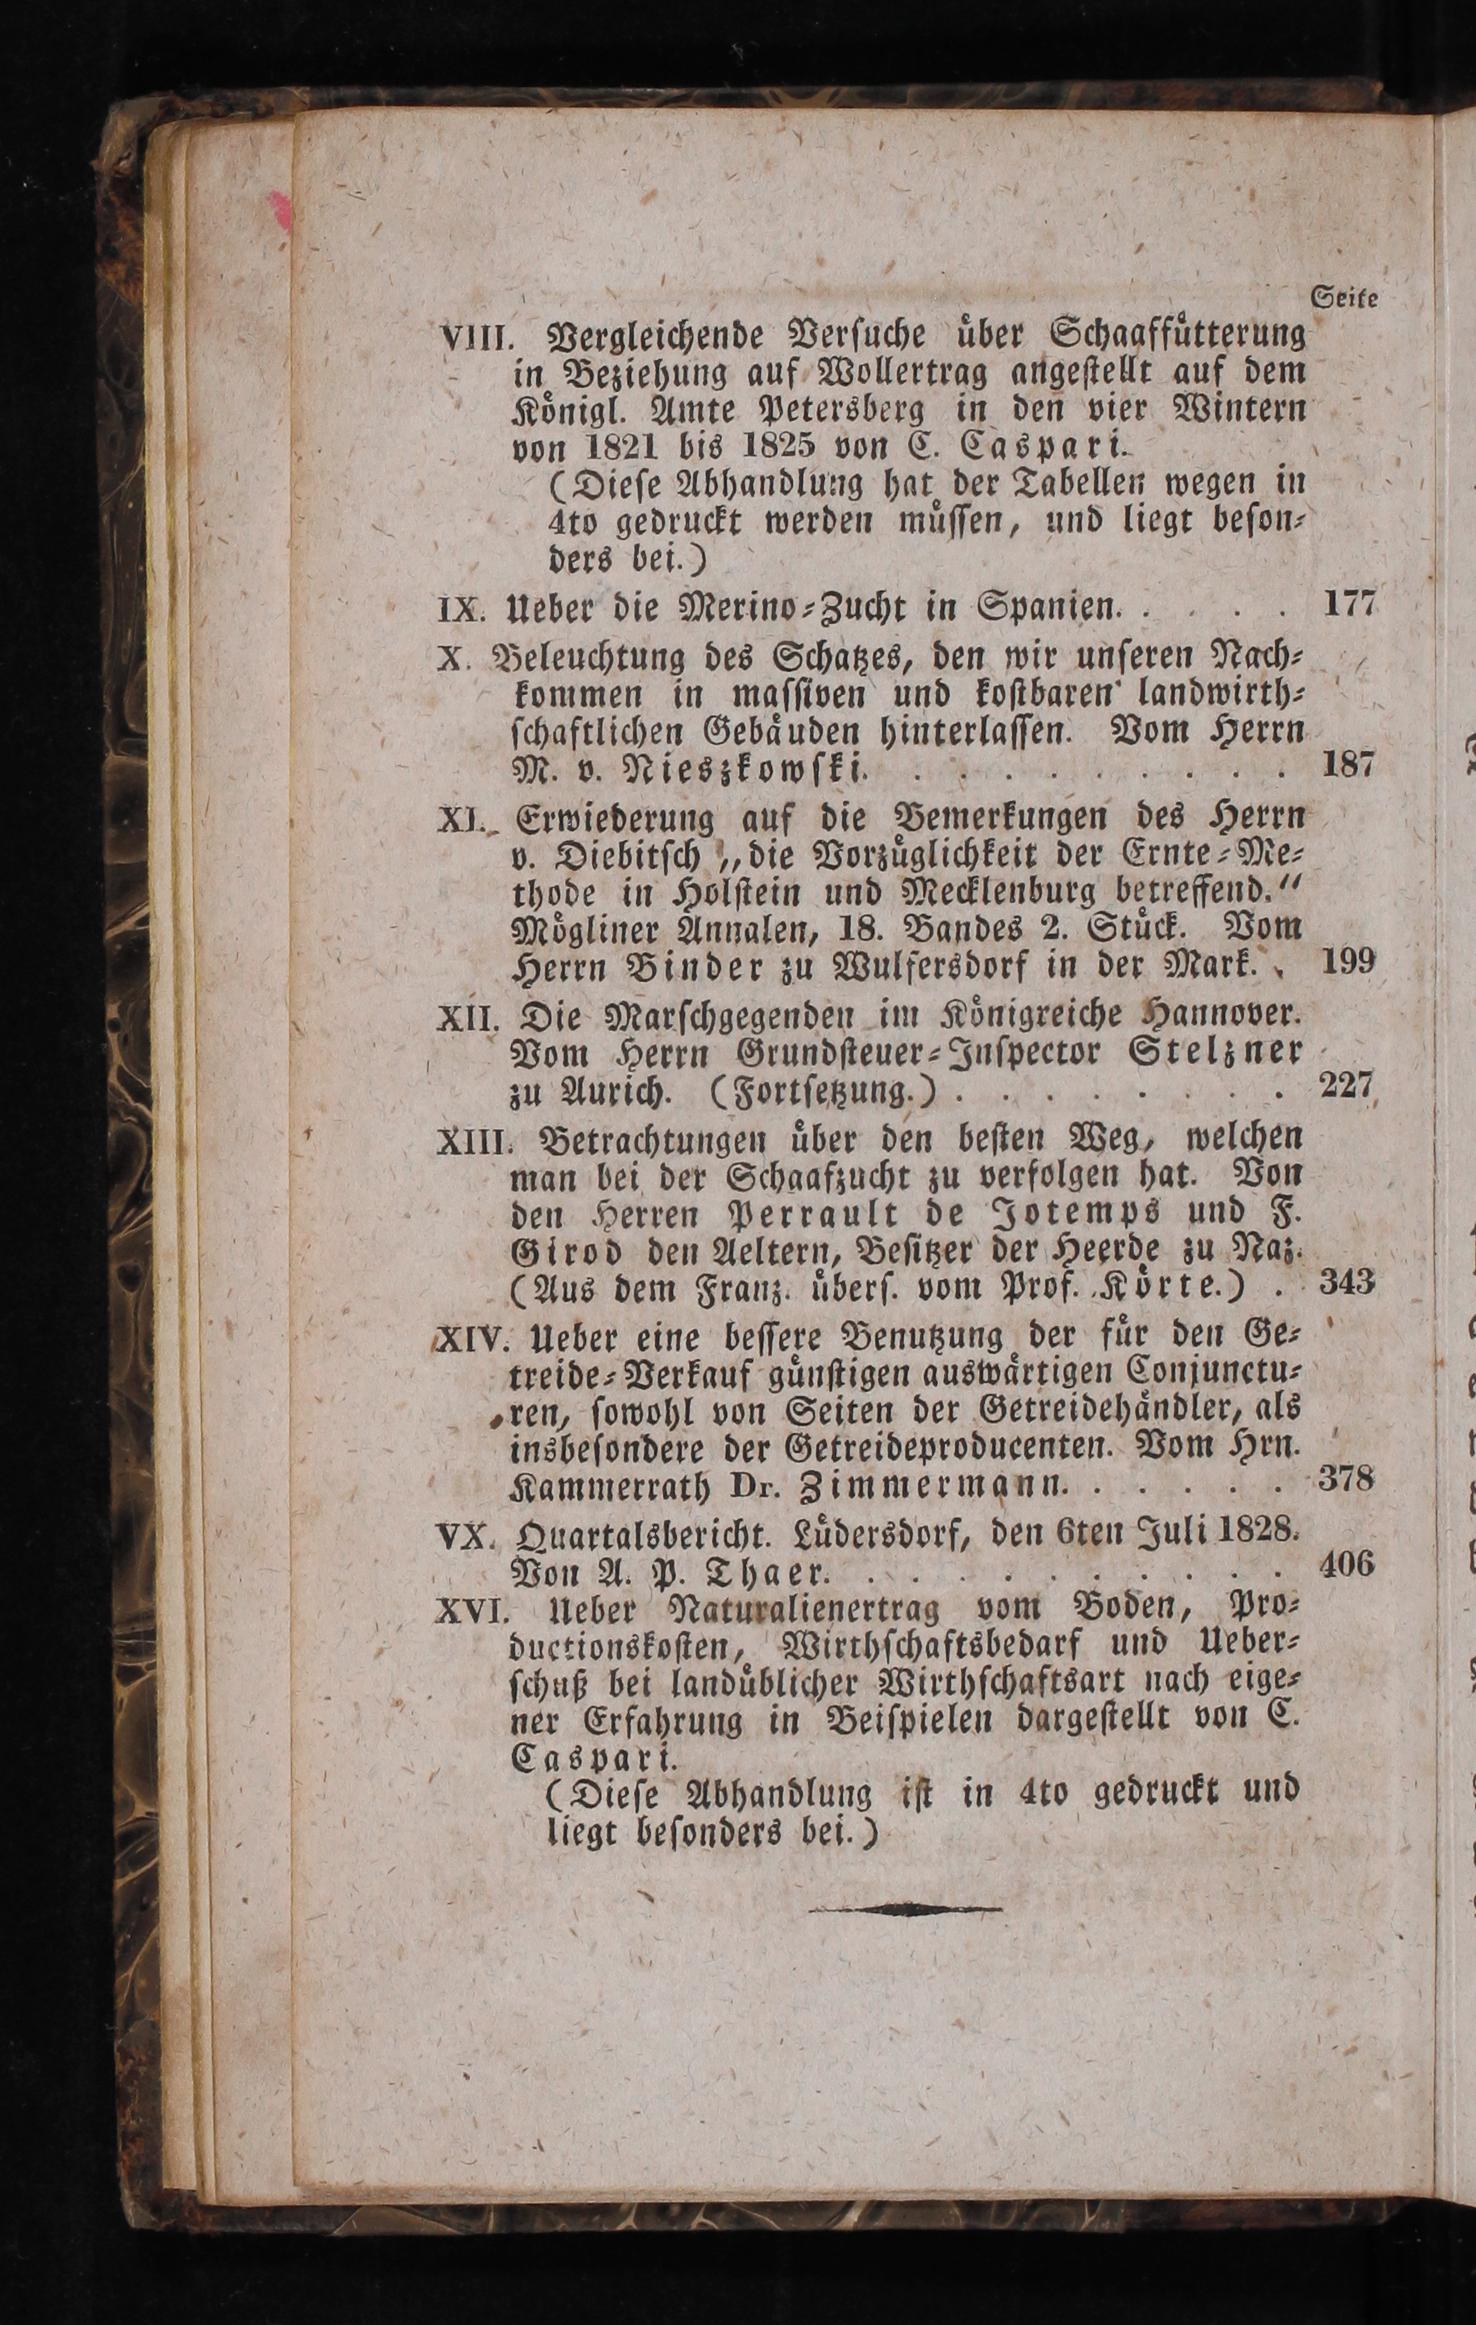 Seite
VIII. Vergleichende Versuche über Schaaffütterung
in Beziehung auf Wollertrag angestellt auf dem
Königl. Amte Petersberg in den vier Wintern
von 1821 bis 1825 von C. Caspari.
(Diese Abhandlung hat der Tabellen wegen in
4to gedruckt werden müssen, und liegt beson-
ders bei.)
IX. Ueber die Merino-Zucht in Spanien. . . . . . 177
X. Beleuchtung des Schatzes, den wir unseren Nach-
kommen in massiven und kostbaren landwirth-
schaftlichen Gebäuden hinterlassen. Vom Herrn
M. v. Nieszkowski. . . . . . . . . . . 187
XI. Erwiederung auf die Bemerkungen des Herrn
v. Diebitsch „die Vorzüglichkeit der Ernte-Me-
thode in Holstein und Mecklenburg betreffend.“
Mögliner Annalen, 18. Bandes 2. Stück. Vom
Herrn Binder zu Wulfersdorf in der Mark. . 199
XII. Die Marschgegenden im Königreiche Hannover.
Vom Herrn Grundsteuer-Inspector Stelzner
zu Aurich. (Fortsetzung.) . . . . . . . . . 227
XIII. Betrachtungen über den besten Weg, welchen
man bei der Schaafzucht zu verfolgen hat. Von
den Herren Perrault de Jotemps und F.
Girod den Aeltern, Besitzer der Heerde zu Naz.
(Aus dem Franz. übers. vom Prof. Körte.) . 343
XIV. Ueber eine bessere Benutzung der für den Ge-
treide-Verkauf günstigen auswärtigen Conjunctu-
ren, sowohl von Seiten der Getreidehändler, als
insbesondere der Getreideproducenten. Vom Hrn.
Kammerrath Dr. Zimmermann. . . . . . . 378
VX. Quartalsbericht. Lüdersdorf, den 6ten Juli 1828.
Von A. P. Thaer. . . . . . . . . . . . 406
XVI. Ueber Naturalienertrag vom Boden, Pro-
ductionskosten, Wirthschaftsbedarf und Ueber-
schuß bei landüblicher Wirthschaftsart nach eige-
ner Erfahrung in Beispielen dargestellt von C.
Caspari.
(Diese Abhandlung ist in 4to gedruckt und
liegt besonders bei.)